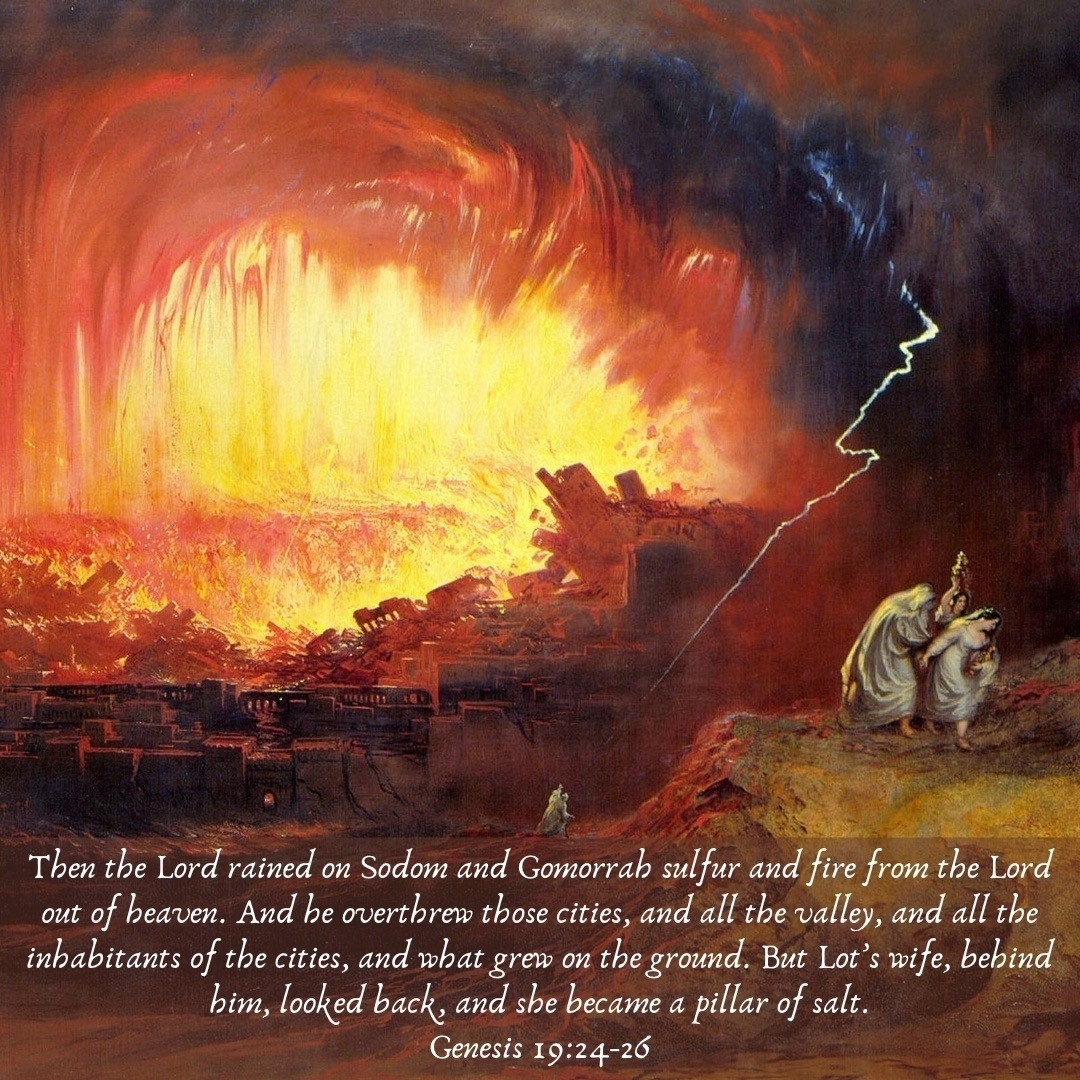 Then the Lord rained on Sodom and Gomorrah sulfur and fire from the Lord
out of heaven. And he overthrew those cities, and all the valley, and all the
inhabitants of the cities, and what grew on the ground. But Lot's wife, behind
him, looked back, and she became a pillar of salt.
Genesis 19:24-26